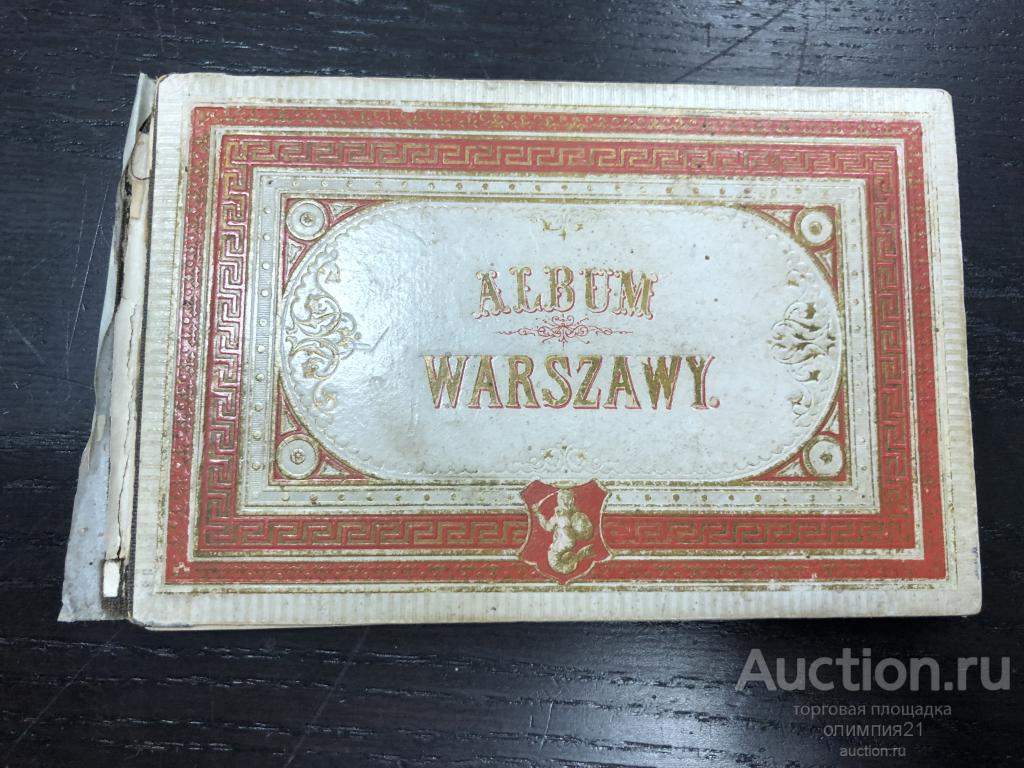 ALBUM
WARSZAWY.
Auction.ru
торговая площадка
олимпия21
auction.ru